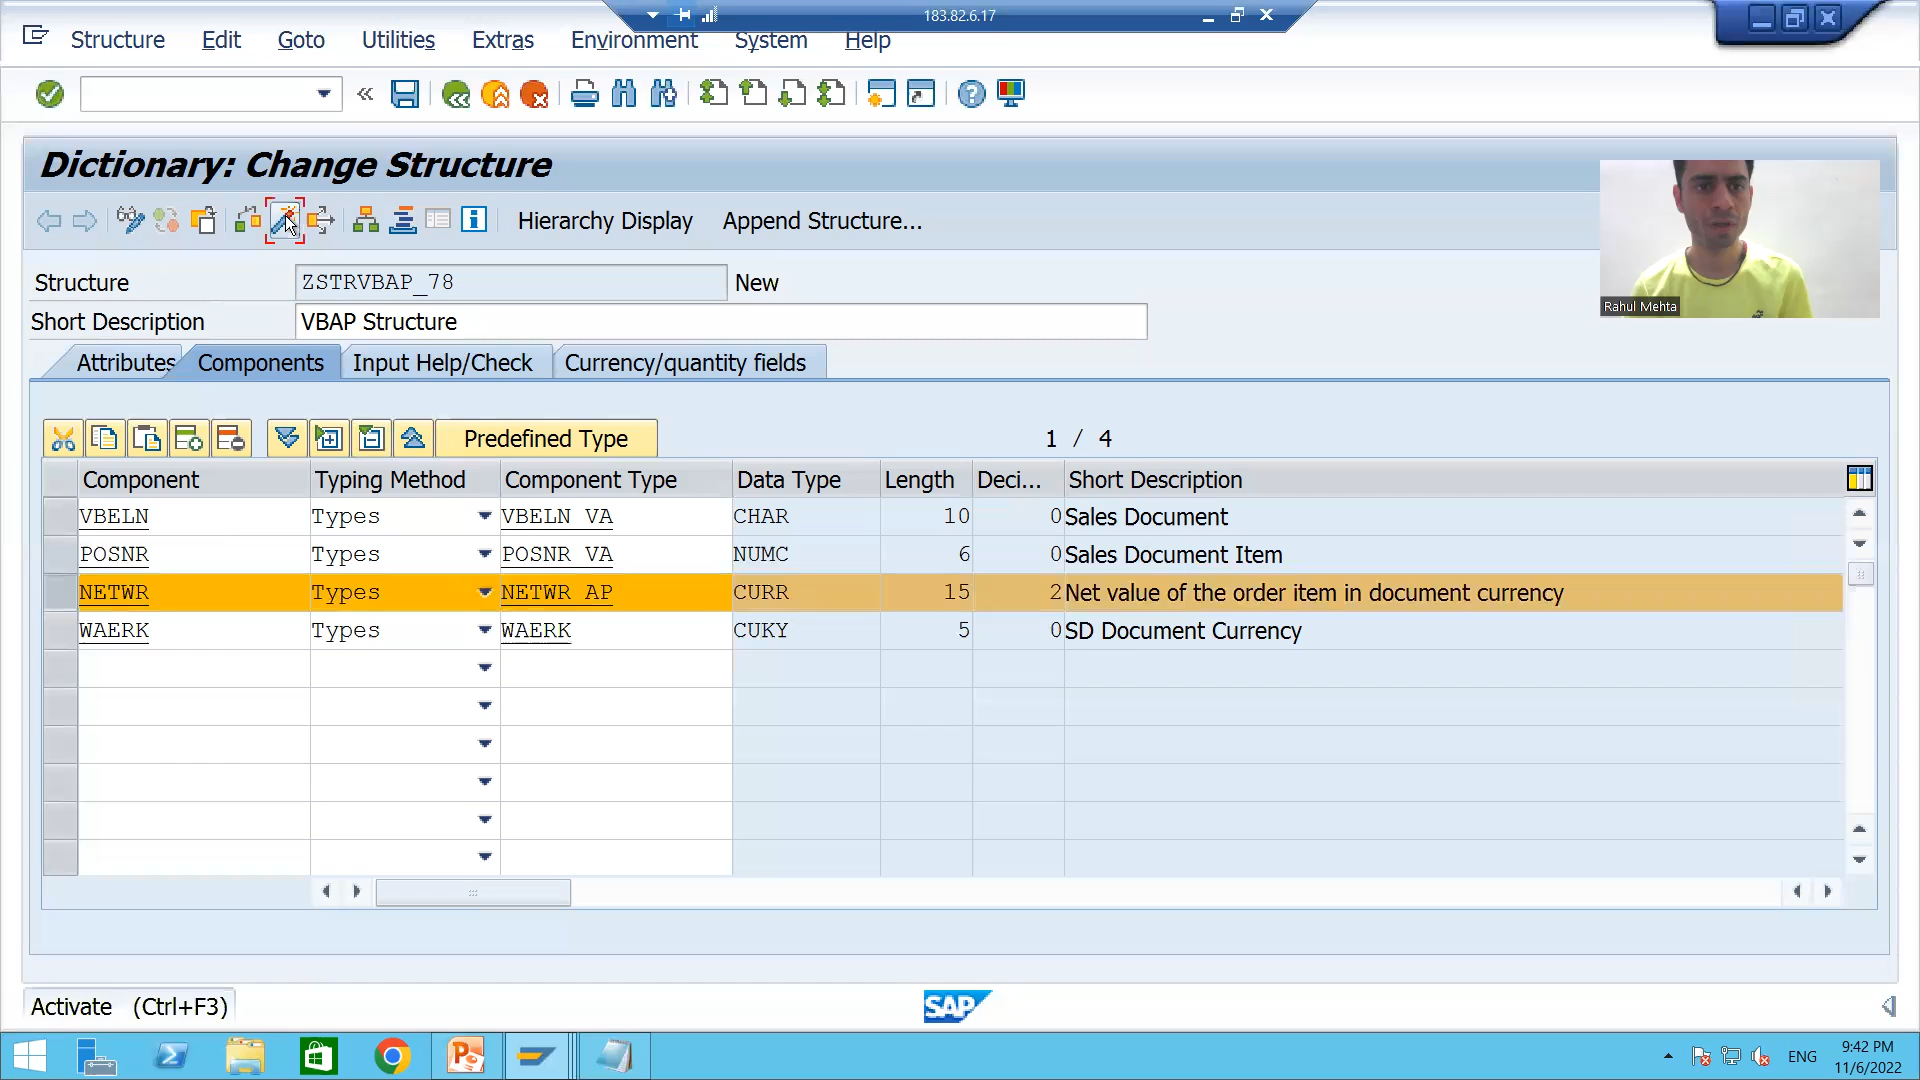 183.82.6.17
Structure Edit Goto Utilities Extras Environment System Help
Dictionary: Change Structure
Hierarchy Display Append Structure...
Structure ZSTRVBAP_78 New
Short Description VBAP Structure
Rahul Mehta
Attributes Components Input Help/Check Currency/quantity fields
Predefined Type 1 / 4
Component Typing Method Component Type Data Type Length Deci... Short Description
VBELN Types VBELN_VA CHAR 10 0 Sales Document
POSNR Types POSNR_VA NUMC 6 0 Sales Document Item
NETWR Types NETWR_AP CURR 15 2 Net value of the order item in document currency
WAERK Types WAERK CUKY 5 0 SD Document Currency
Activate (Ctrl+F3)
SAP
ENG
9:42 PM
11/6/2022